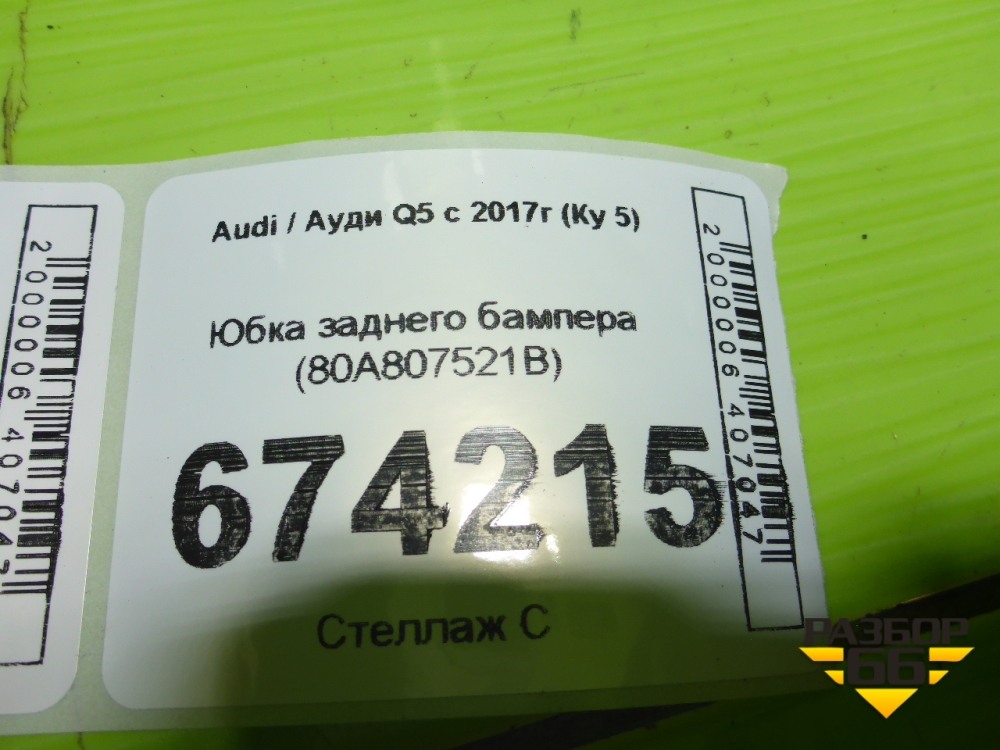 Audi / Ауди Q5 с 2017г (Ку 5)
Юбка заднего бампера
(80A807521B)
674215
Стеллаж С
2000006407047
РАЗБОР
66